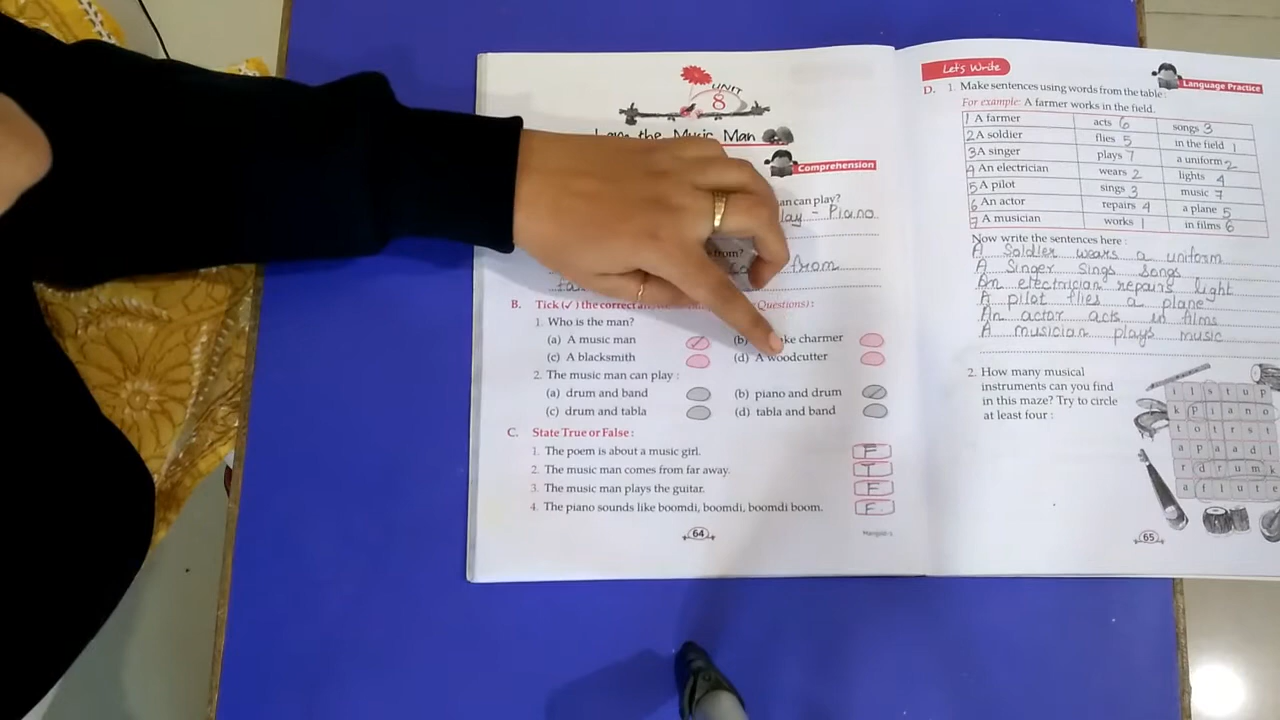 UNIT
8
I am the Music Man
Comprehension
an can play?
lay - Piano
from?
from
B. Tick (✓) the correct Questions):
1. Who is the man?
(a) A music man
(b) ke charmer
(c) A blacksmith
(d) A woodcutter
2. The music man can play :
(a) drum and band
(b) piano and drum
(c) drum and tabla
(d) tabla and band
C. State True or False:
1. The poem is about a music girl. F
2. The music man comes from far away. T
3. The music man plays the guitar. F
4. The piano sounds like boomdi, boomdi, boomdi boom. F
64
Marigold-1
Let's Write
Language Practice
D. 1. Make sentences using words from the table:
For example: A farmer works in the field.
1 A farmer acts 6 songs 3
2 A soldier flies 5 in the field 1
3 A singer plays 7 a uniform 2
4 An electrician wears 2 lights 4
5 A pilot sings 3 music 7
6 An actor repairs 4 a plane 5
7 A musician works 1 in films 6
Now write the sentences here :
A Soldier wears a uniform
A Singer Sings Songs
An electrician repairs light
A pilot flies a plane
An actor acts in films
A musician plays music
2. How many musical
instruments can you find
in this maze? Try to circle
at least four :
l s t u p
k p i a n o
t o t r s t
a p a a d l
r d r u m k
a f l u t e
65